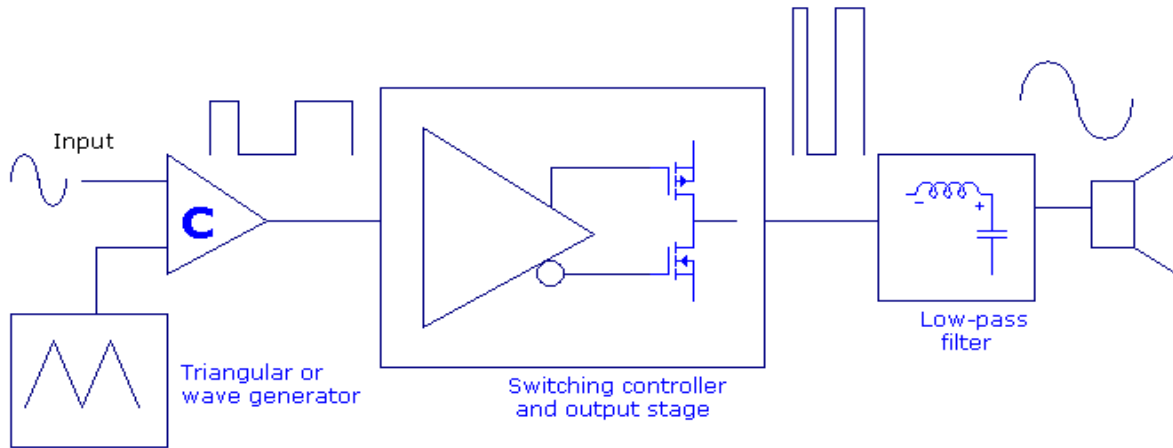 Input
C
Triangular or
wave generator
Switching controller
and output stage
−
+
Low-pass
filter